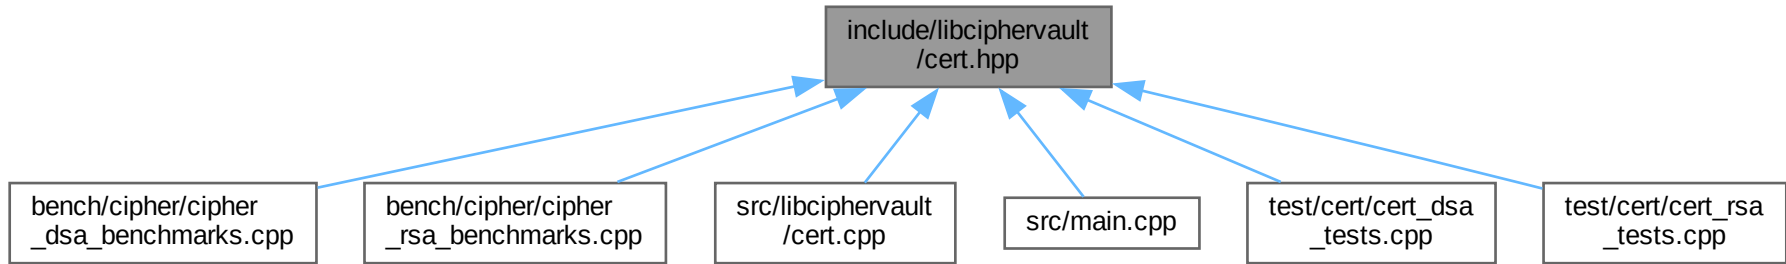 include/libciphervault
/cert.hpp
bench/cipher/cipher
_dsa_benchmarks.cpp
bench/cipher/cipher
_rsa_benchmarks.cpp
src/libciphervault
/cert.cpp
src/main.cpp
test/cert/cert_dsa
_tests.cpp
test/cert/cert_rsa
_tests.cpp